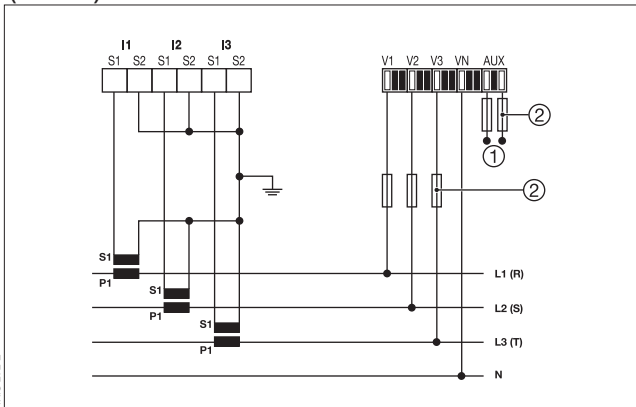 I1 I2 I3
S1 S2 S1 S2 S1 S2
V1 V2 V3 VN AUX
2
1
2
S1
P1
L1 (R)
S1
P1
L2 (S)
S1
P1
L3 (T)
N